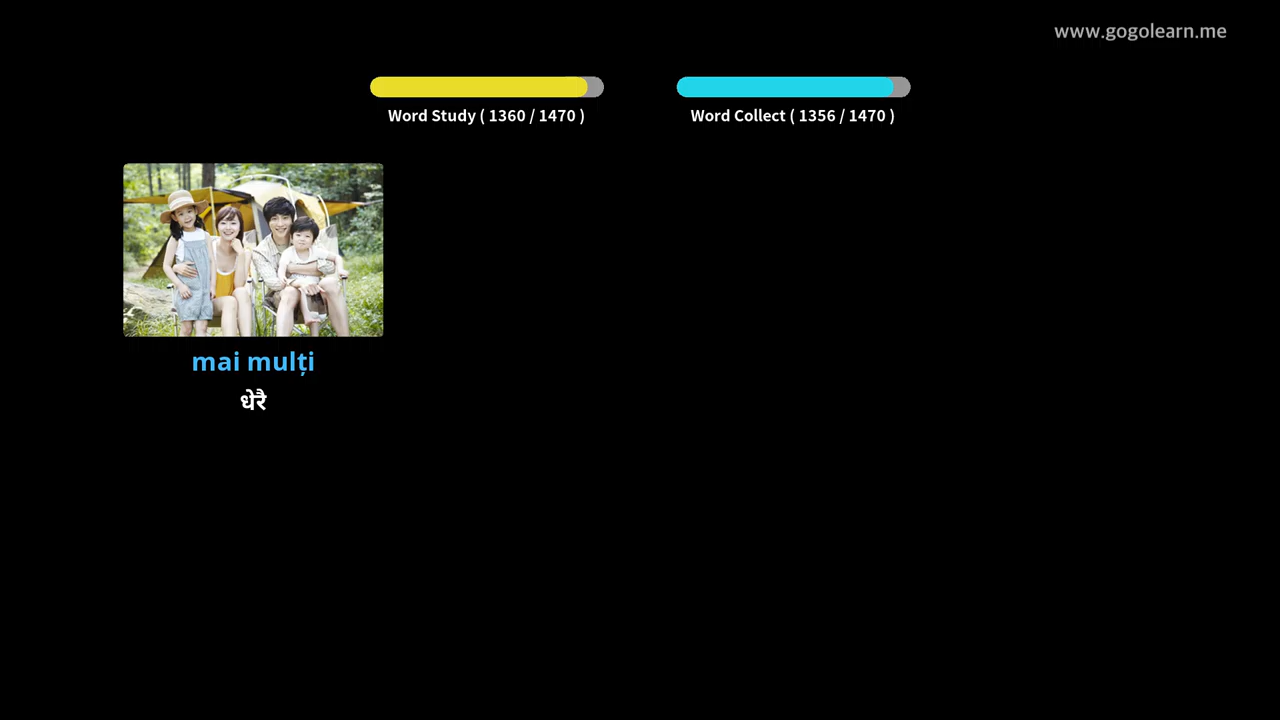 www.gogolearn.me
Word Study ( 1360 / 1470 )
Word Collect ( 1356 / 1470 )
mai mulți
धेरै